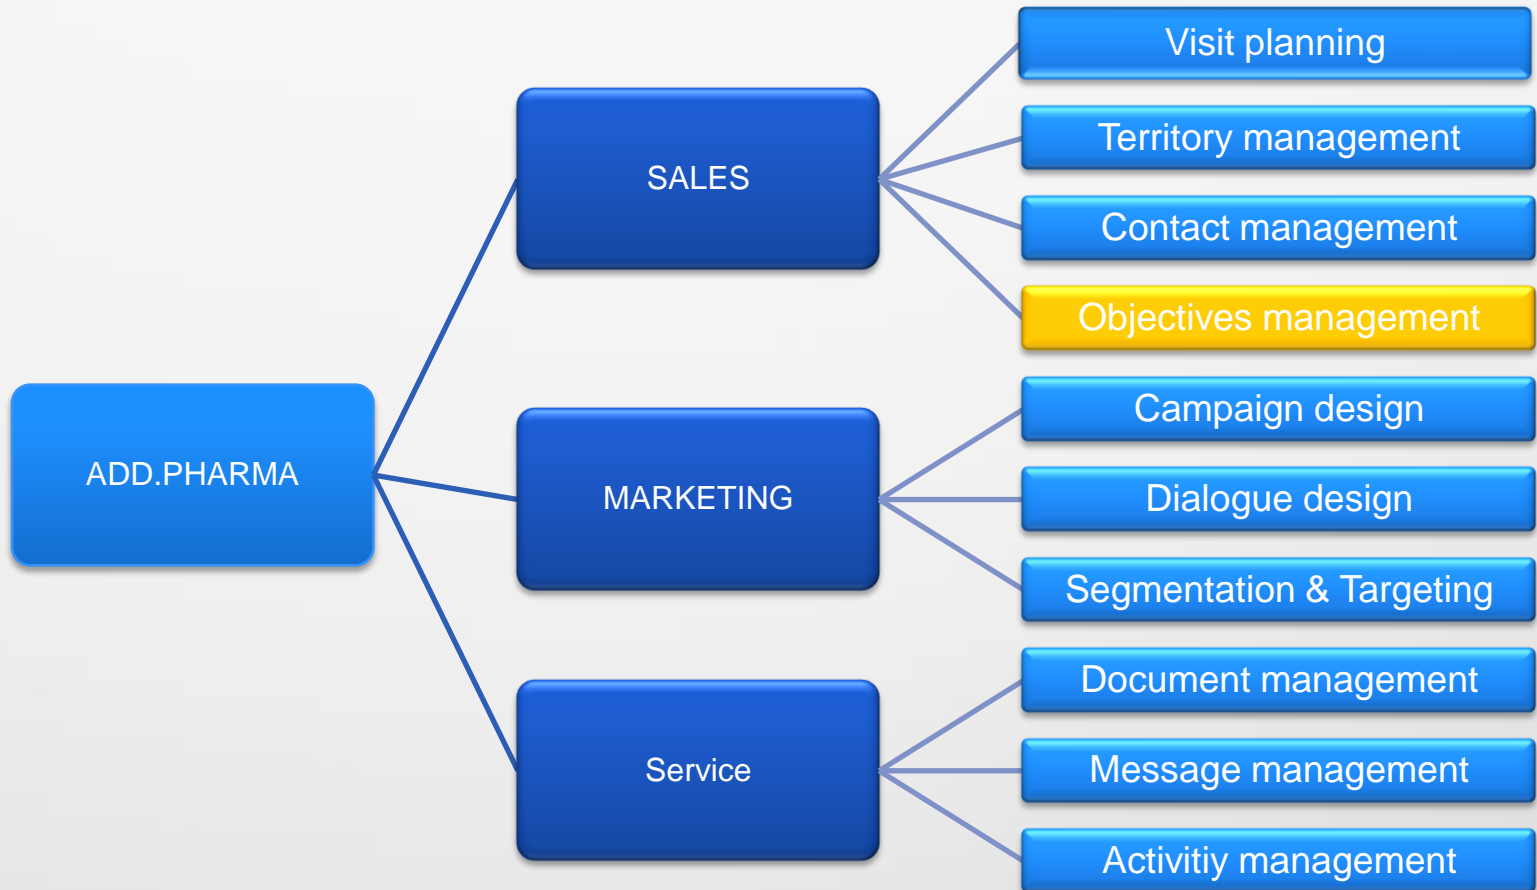 ADD.PHARMA
SALES
Visit planning
Territory management
Contact management
Objectives management
MARKETING
Campaign design
Dialogue design
Segmentation & Targeting
Service
Document management
Message management
Activitiy management